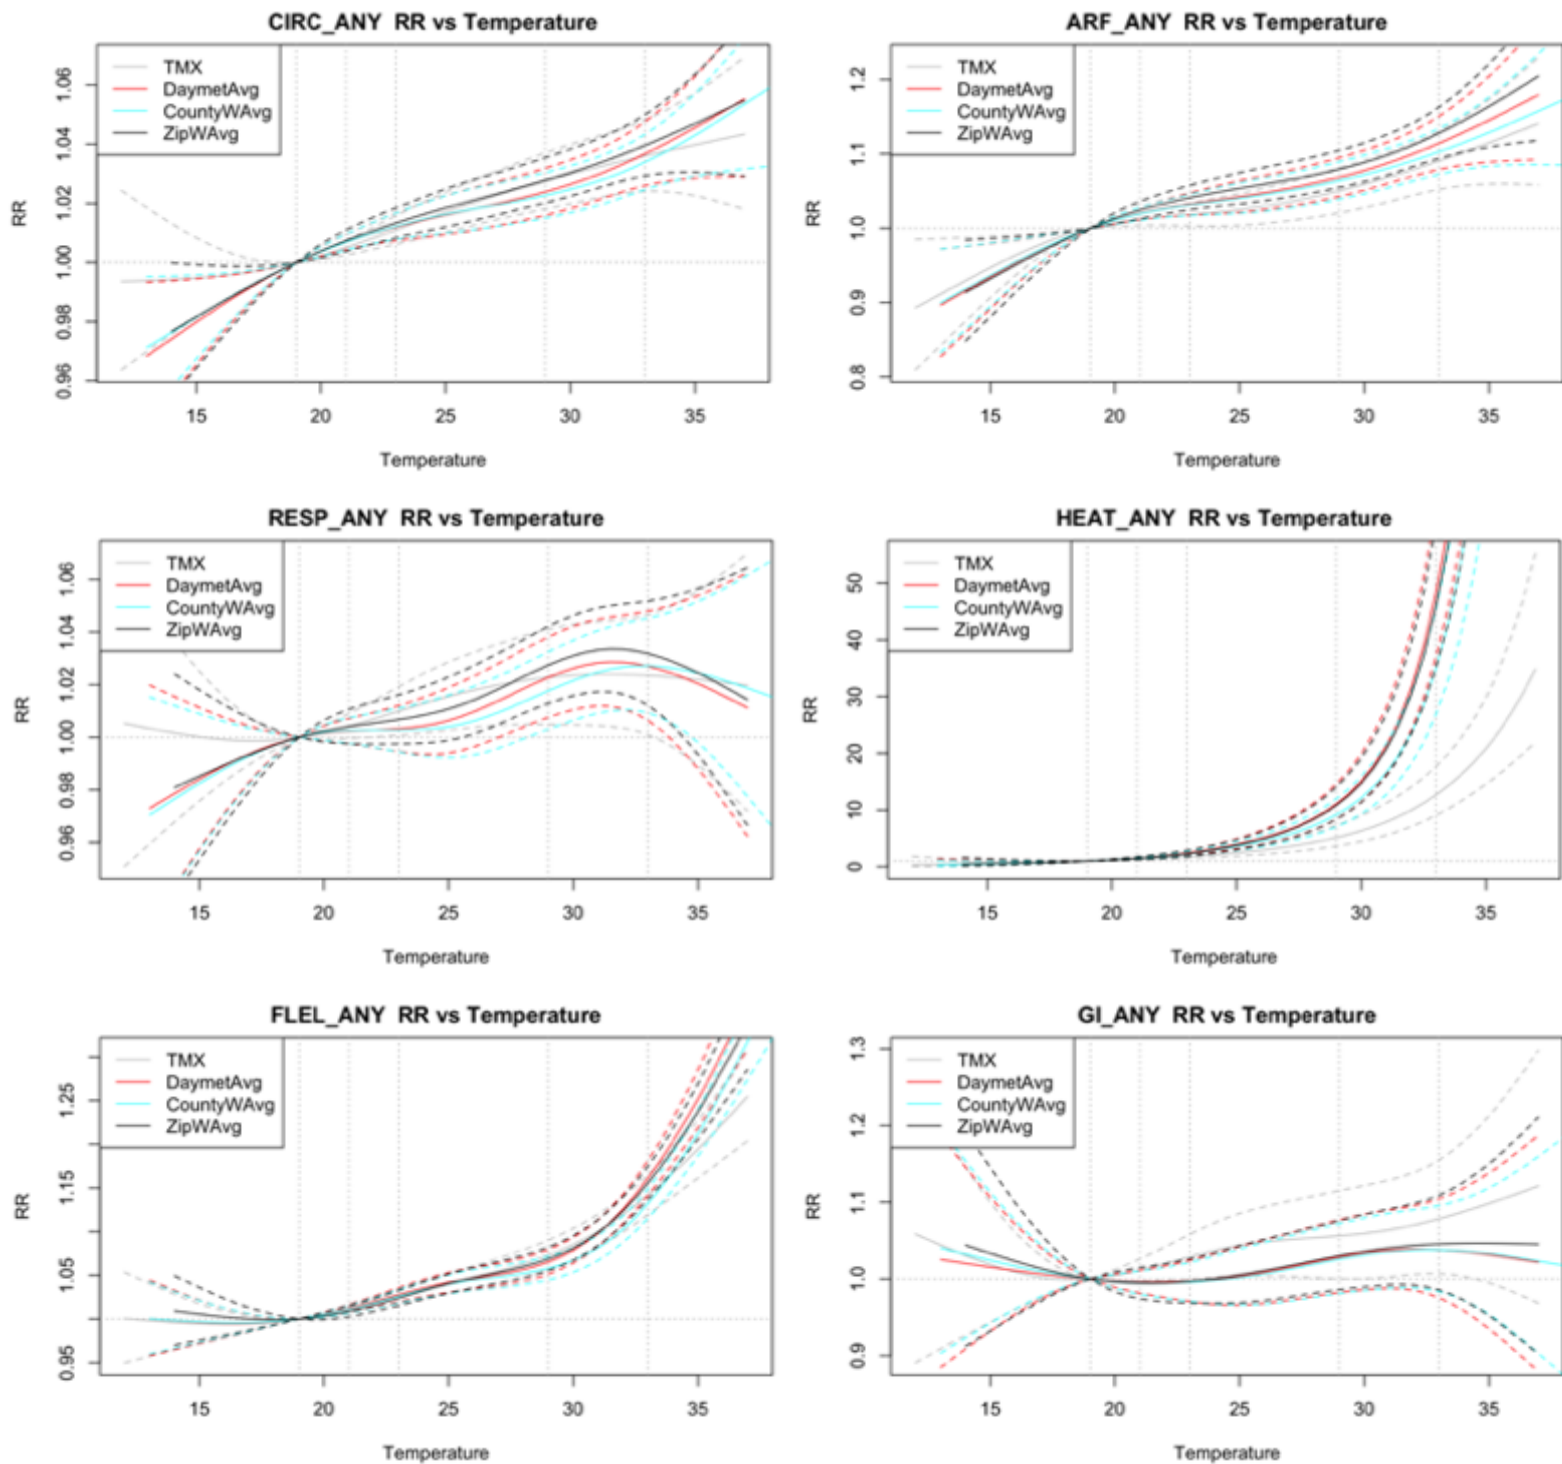 CIRC_ANY RR vs Temperature
TMX
DaymetAvg
CountyWAvg
ZipWAvg
RR
0.96 0.98 1.00 1.02 1.04 1.06
15 20 25 30 35
Temperature
ARF_ANY RR vs Temperature
TMX
DaymetAvg
CountyWAvg
ZipWAvg
RR
0.8 0.9 1.0 1.1 1.2
15 20 25 30 35
Temperature
RESP_ANY RR vs Temperature
TMX
DaymetAvg
CountyWAvg
ZipWAvg
RR
0.96 0.98 1.00 1.02 1.04 1.06
15 20 25 30 35
Temperature
HEAT_ANY RR vs Temperature
TMX
DaymetAvg
CountyWAvg
ZipWAvg
RR
0 10 20 30 40 50
15 20 25 30 35
Temperature
FLEL_ANY RR vs Temperature
TMX
DaymetAvg
CountyWAvg
ZipWAvg
RR
0.95 1.05 1.15 1.25
15 20 25 30 35
Temperature
GI_ANY RR vs Temperature
TMX
DaymetAvg
CountyWAvg
ZipWAvg
RR
0.9 1.0 1.1 1.2 1.3
15 20 25 30 35
Temperature